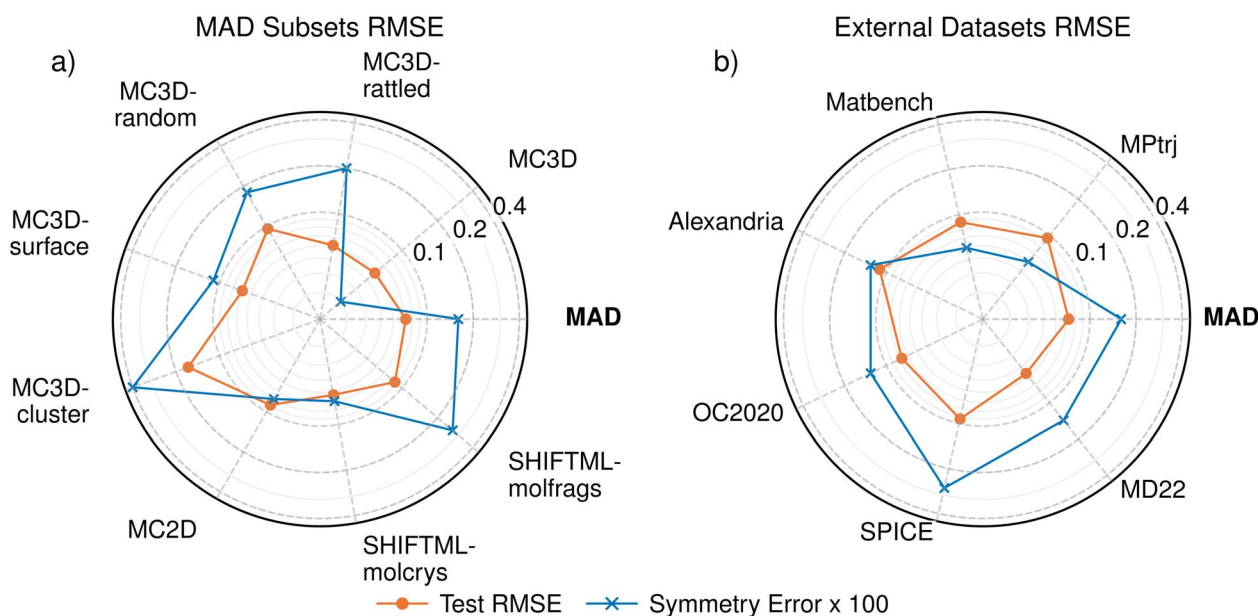 MAD Subsets RMSE
a)
MC3D-
rattled
MC3D-
random
MC3D
0.4
0.2
0.1
MC3D-
surface
MAD
MC3D-
cluster
SHIFTML-
molfrags
MC2D
SHIFTML-
molcrys
External Datasets RMSE
b)
Matbench
MPtrj
0.4
0.2
0.1
Alexandria
MAD
OC2020
MD22
SPICE
Test RMSE
Symmetry Error x 100